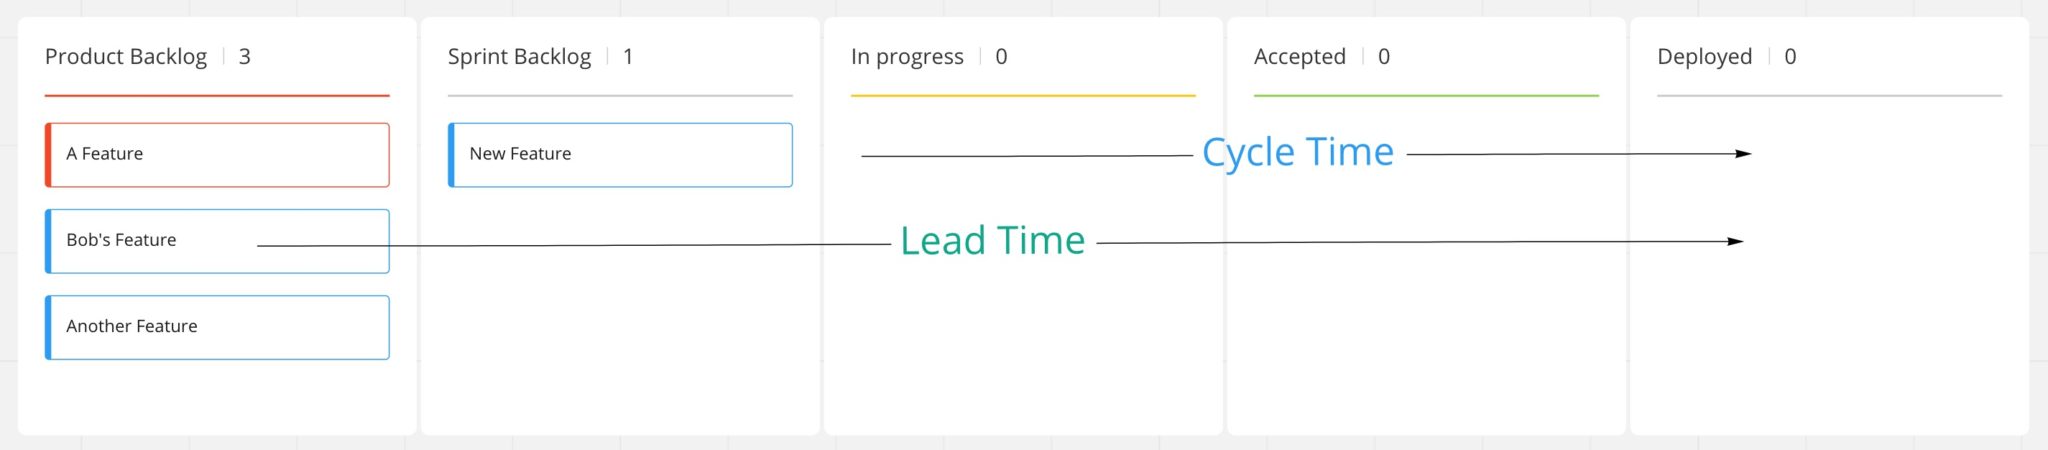 Product Backlog | 3
Sprint Backlog | 1
In progress | 0
Accepted | 0
Deployed | 0
A Feature
New Feature
Cycle Time
Bob's Feature
Lead Time
Another Feature